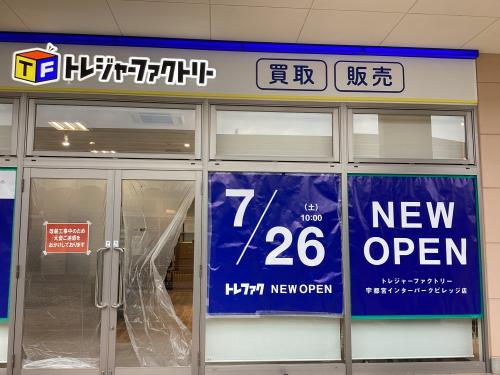 TF トレジャーファクトリー
買取 販売
改装工事中のため
大変ご迷惑を
おかけしております
7/26
(土)
10:00
トレファク NEW OPEN
NEW
OPEN
トレジャーファクトリー
宇都宮インターパークビレッジ店